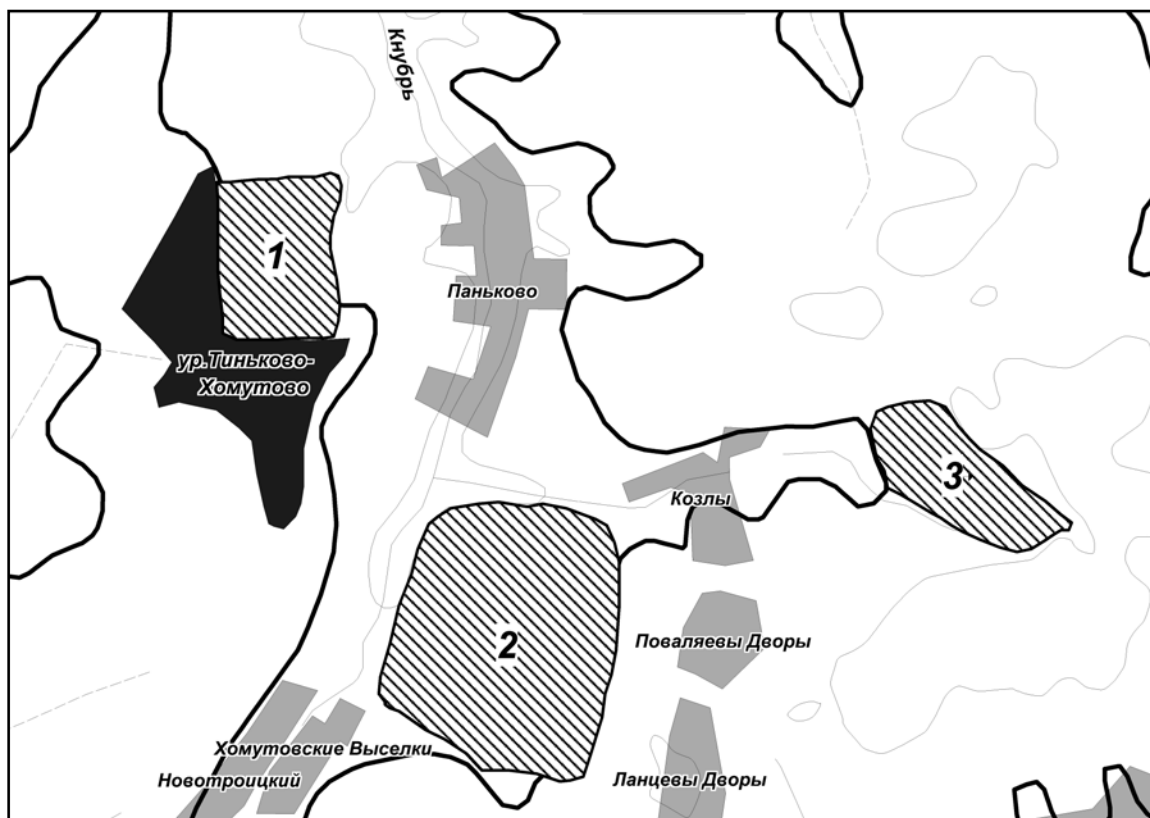 Кнубрь
1
Паньково
ур.Тиньково-
Хомутово
3
Козлы
2
Поваляевы Дворы
Хомутовские Выселки
Новотроицкий
Ланцевы Дворы